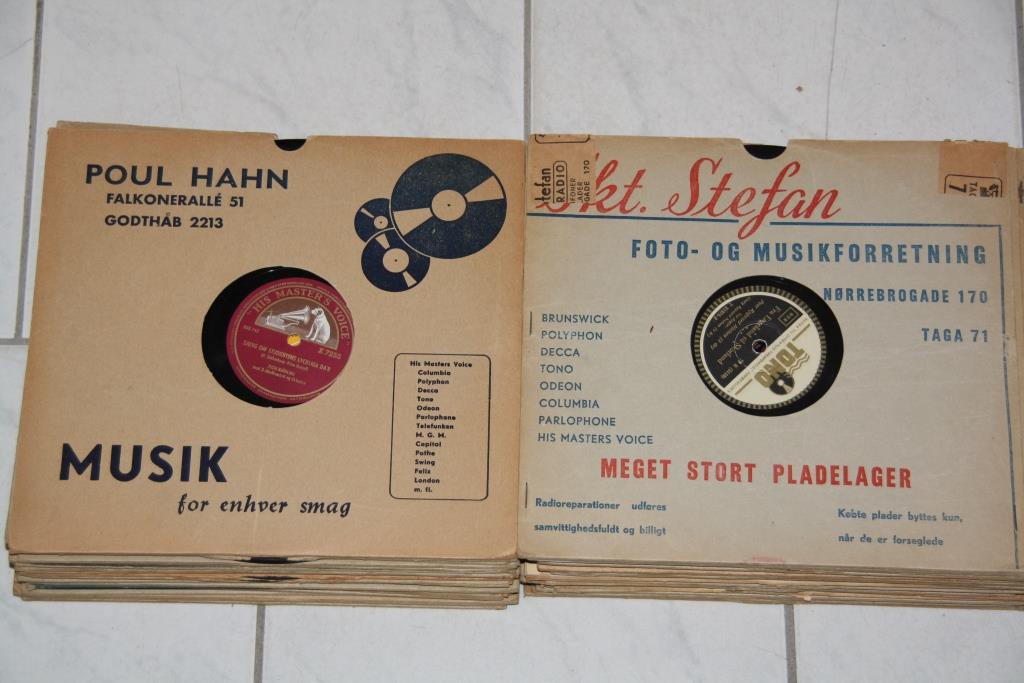 POUL HAHN
FALKONERALLÉ 51
GODTHÅB 2213
HIS MASTER'S VOICE
X 7255
His Masters Voice
Columbia
Polyphon
Decca
Tono
Odeon
Parlophone
Telefunken
M. G. M.
Capitol
Pathe
Swing
Felix
London
m. fl.
MUSIK
for enhver smag
Stefan
RADIO
GADE 170
kt. Stefan
FOTO- OG MUSIKFORRETNING
NØRREBROGADE 170
TAGA 71
BRUNSWICK
POLYPHON
DECCA
TONO
ODEON
COLUMBIA
PARLOPHONE
HIS MASTERS VOICE
TONO
MEGET STORT PLADELAGER
Radioreparationer udføres
samvittighedsfuldt og billigt
Købte plader byttes kun,
når de er forseglede